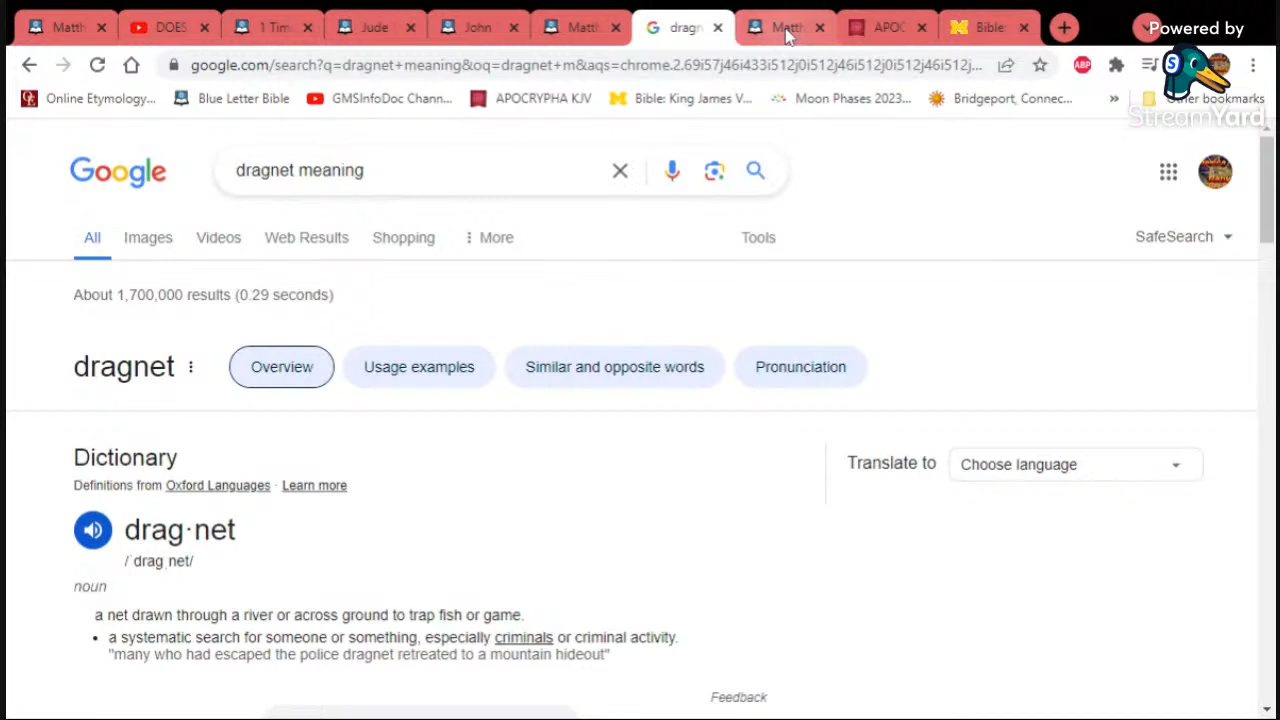 Matth DOES 1 Tim Jude John Matth dragn Matth APOC Bible:
Powered by
google.com/search?q=dragnet+meaning&oq=dragnet+m&aqs=chrome.2.69i57j46i433i512j0i512j46i512j0i512j46i512j...
ABP
Online Etymology... Blue Letter Bible GMSInfoDoc Chann... APOCRYPHA KJV Bible: King James V... Moon Phases 2023... Bridgeport, Connec... » Other bookmarks
StreamYard
Google
dragnet meaning
All Images Videos Web Results Shopping More Tools SafeSearch
About 1,700,000 results (0.29 seconds)
dragnet Overview Usage examples Similar and opposite words Pronunciation
Dictionary
Definitions from Oxford Languages · Learn more
Translate to Choose language
drag·net
/ˈdraɡˌnet/
noun
a net drawn through a river or across ground to trap fish or game.
• a systematic search for someone or something, especially criminals or criminal activity.
"many who had escaped the police dragnet retreated to a mountain hideout"
Feedback